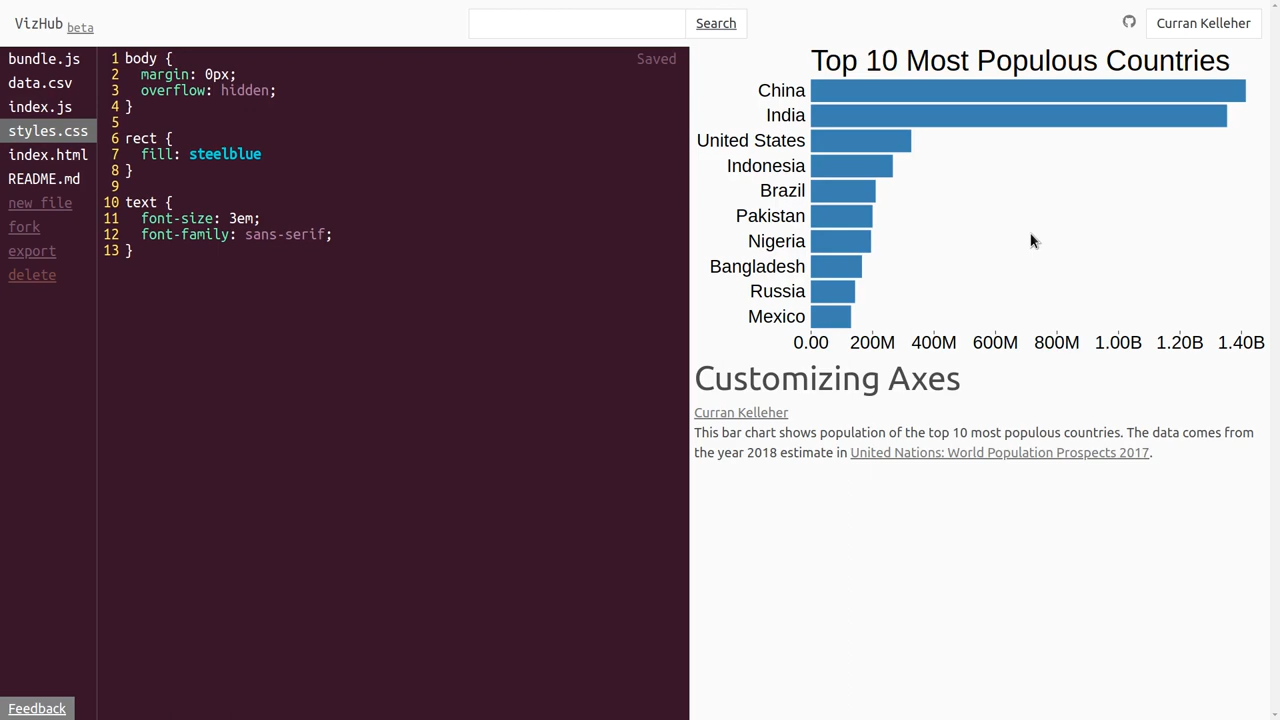 VizHub beta
Search
Curran Kelleher
bundle.js
data.csv
index.js
styles.css
index.html
README.md
new file
fork
export
delete
Feedback
Saved
1 body {
2   margin: 0px;
3   overflow: hidden;
4 }
5
6 rect {
7   fill: steelblue
8 }
9
10 text {
11   font-size: 3em;
12   font-family: sans-serif;
13 }
Top 10 Most Populous Countries
China
India
United States
Indonesia
Brazil
Pakistan
Nigeria
Bangladesh
Russia
Mexico
0.00 200M 400M 600M 800M 1.00B 1.20B 1.40B
Customizing Axes
Curran Kelleher
This bar chart shows population of the top 10 most populous countries. The data comes from
the year 2018 estimate in United Nations: World Population Prospects 2017.